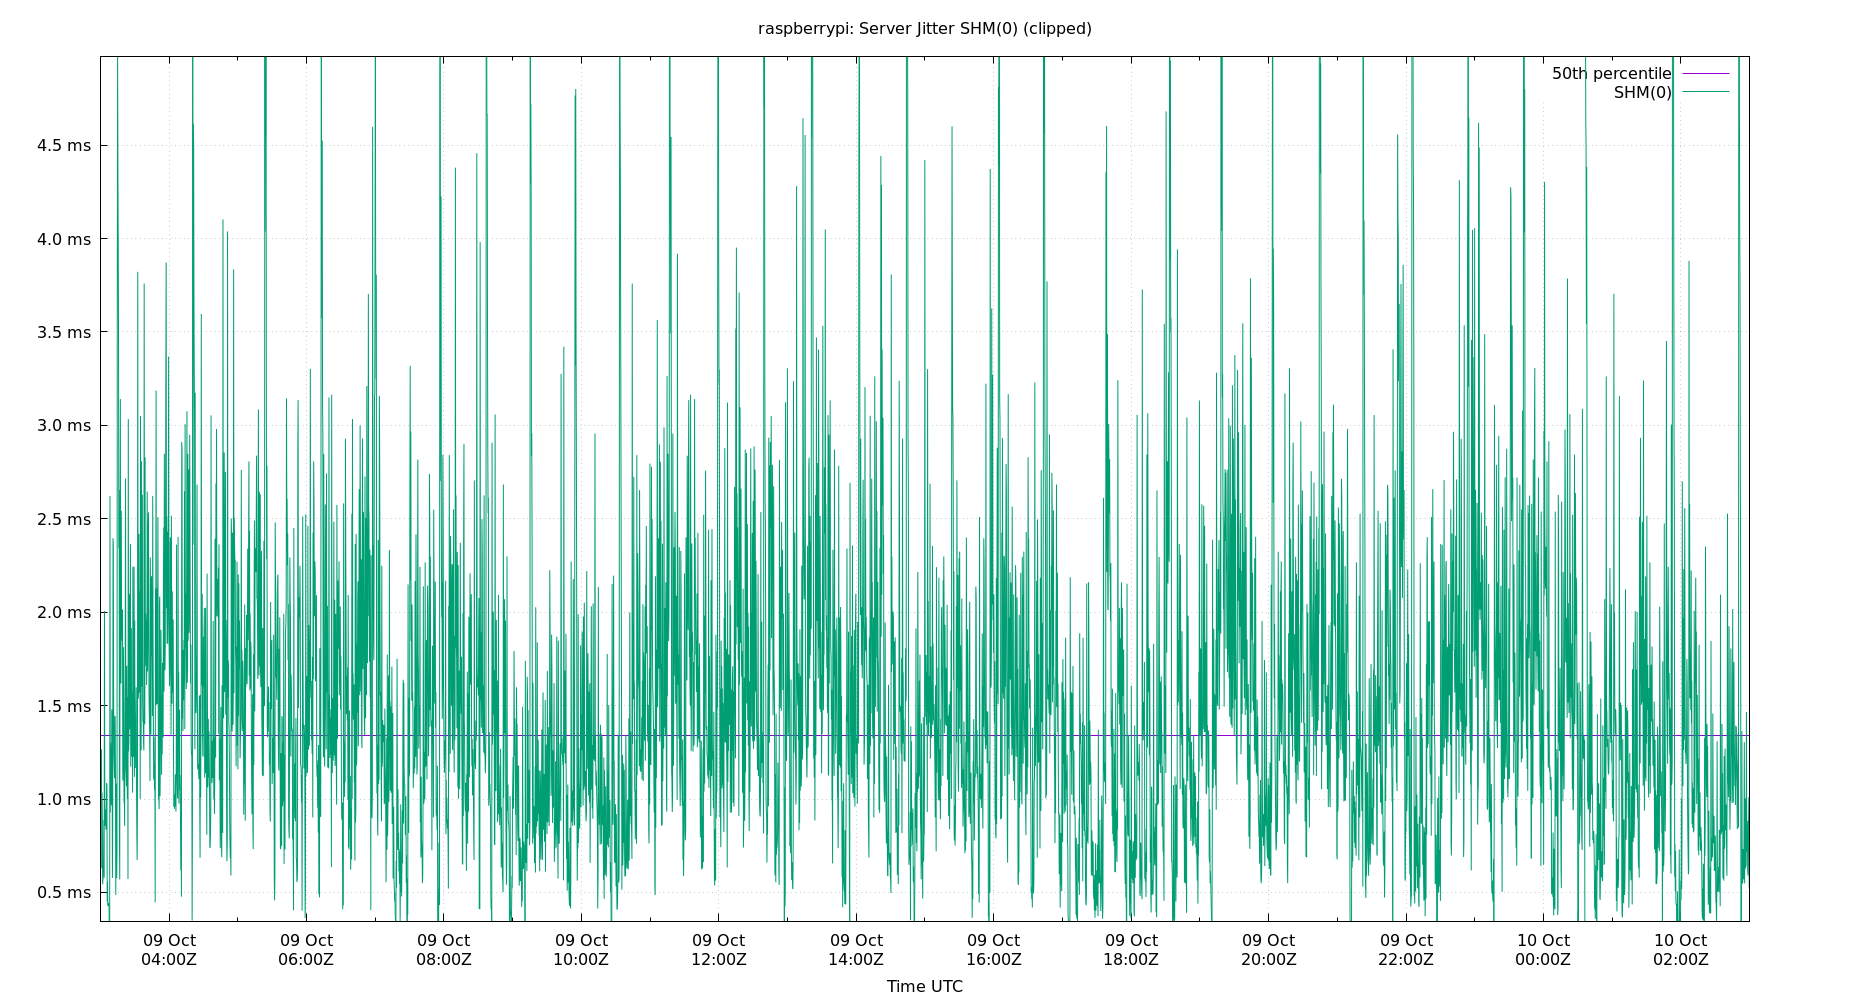 raspberrypi: Server Jitter SHM(0) (clipped)
50th percentile
SHM(0)
4.5 ms
4.0 ms
3.5 ms
3.0 ms
2.5 ms
2.0 ms
1.5 ms
1.0 ms
0.5 ms
09 Oct 09 Oct 09 Oct 09 Oct 09 Oct 09 Oct 09 Oct 09 Oct 09 Oct 09 Oct 10 Oct 10 Oct
04:00Z 06:00Z 08:00Z 10:00Z 12:00Z 14:00Z 16:00Z 18:00Z 20:00Z 22:00Z 00:00Z 02:00Z
Time UTC